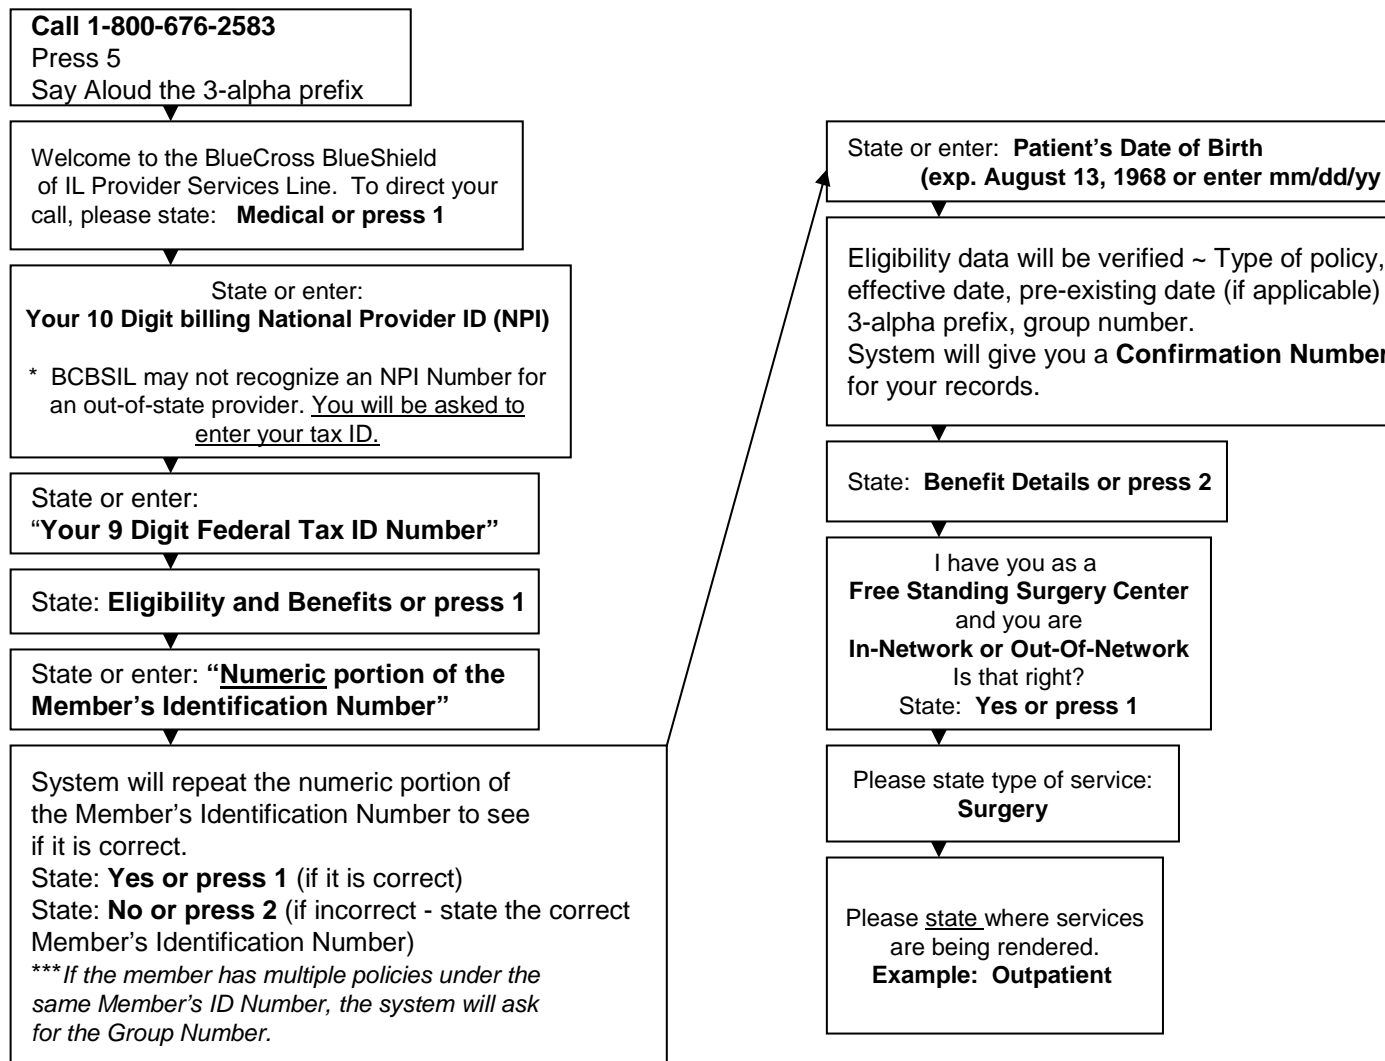 Call 1-800-676-2583
Press 5
Say Aloud the 3-alpha prefix
Welcome to the BlueCross BlueShield
of IL Provider Services Line.  To direct your
call, please state:   Medical or press 1
State or enter:
Your 10 Digit billing National Provider ID (NPI)
*  BCBSIL may not recognize an NPI Number for
an out-of-state provider. You will be asked to
enter your tax ID.
State or enter:
“Your 9 Digit Federal Tax ID Number”
State: Eligibility and Benefits or press 1
State or enter: “Numeric portion of the
Member’s Identification Number”
System will repeat the numeric portion of
the Member’s Identification Number to see
if it is correct.
State: Yes or press 1 (if it is correct)
State: No or press 2 (if incorrect - state the correct
Member’s Identification Number)
***If the member has multiple policies under the
same Member’s ID Number, the system will ask
for the Group Number.
State or enter:  Patient’s Date of Birth
(exp. August 13, 1968 or enter mm/dd/yy
Eligibility data will be verified ~ Type of policy,
effective date, pre-existing date (if applicable)
3-alpha prefix, group number.
System will give you a Confirmation Number
for your records.
State:  Benefit Details or press 2
I have you as a
Free Standing Surgery Center
and you are
In-Network or Out-Of-Network
Is that right?
State:  Yes or press 1
Please state type of service:
Surgery
Please state where services
are being rendered.
Example:  Outpatient